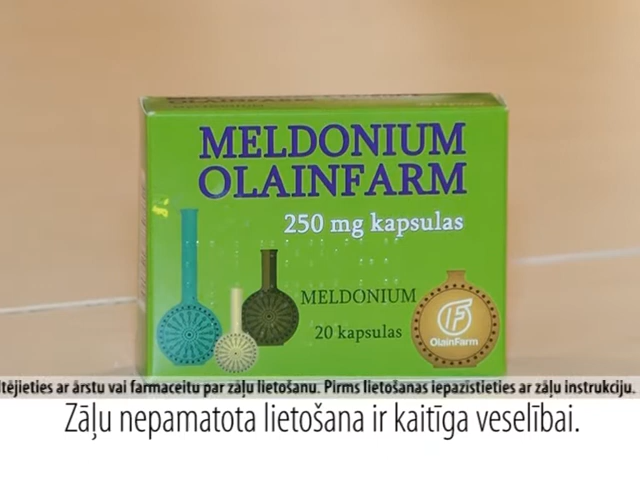 MELDONIUM
OLAINFARM
250 mg kapsulas
MELDONIUM
20 kapsulas
OlainFarm
ltējieties ar ārstu vai farmaceitu par zāļu lietošanu. Pirms lietošanas iepazīstieties ar zāļu instrukciju.
Zāļu nepamatota lietošana ir kaitīga veselībai.